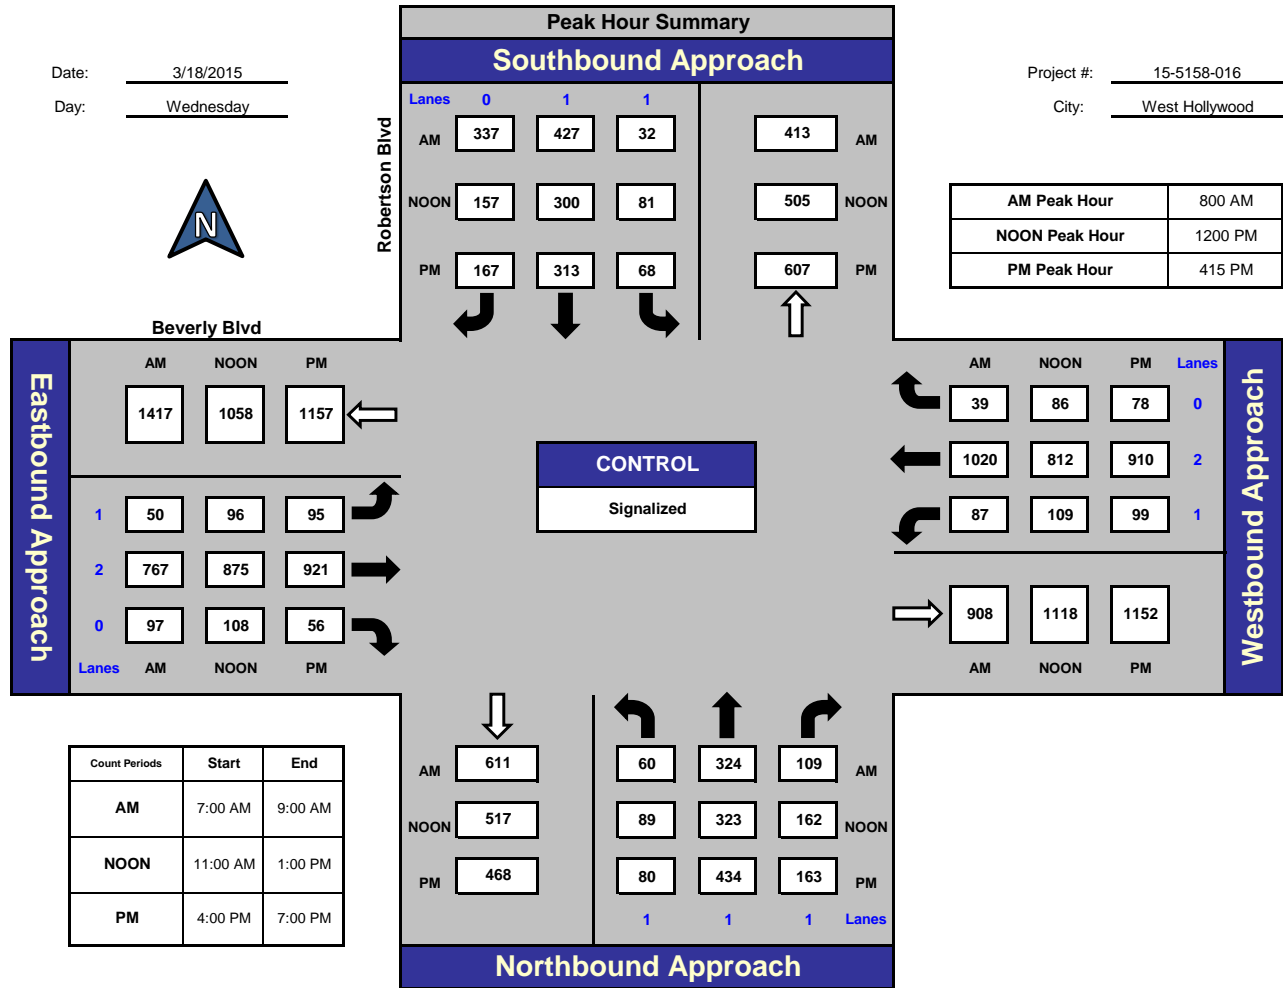 Peak Hour Summary
Southbound Approach
Date: 3/18/2015
Day: Wednesday
Project #: 15-5158-016
City: West Hollywood
N
Robertson Blvd
Lanes 0 1 1
AM 337 427 32 413 AM
NOON 157 300 81 505 NOON
PM 167 313 68 607 PM
AM Peak Hour 800 AM
NOON Peak Hour 1200 PM
PM Peak Hour 415 PM
Beverly Blvd
Eastbound Approach
AM NOON PM
1417 1058 1157
1 50 96 95
2 767 875 921
0 97 108 56
Lanes AM NOON PM
CONTROL
Signalized
AM NOON PM Lanes
39 86 78 0
1020 812 910 2
87 109 99 1
908 1118 1152
AM NOON PM
Westbound Approach
Count Periods Start End
AM 7:00 AM 9:00 AM
NOON 11:00 AM 1:00 PM
PM 4:00 PM 7:00 PM
AM 611 60 324 109 AM
NOON 517 89 323 162 NOON
PM 468 80 434 163 PM
1 1 1 Lanes
Northbound Approach